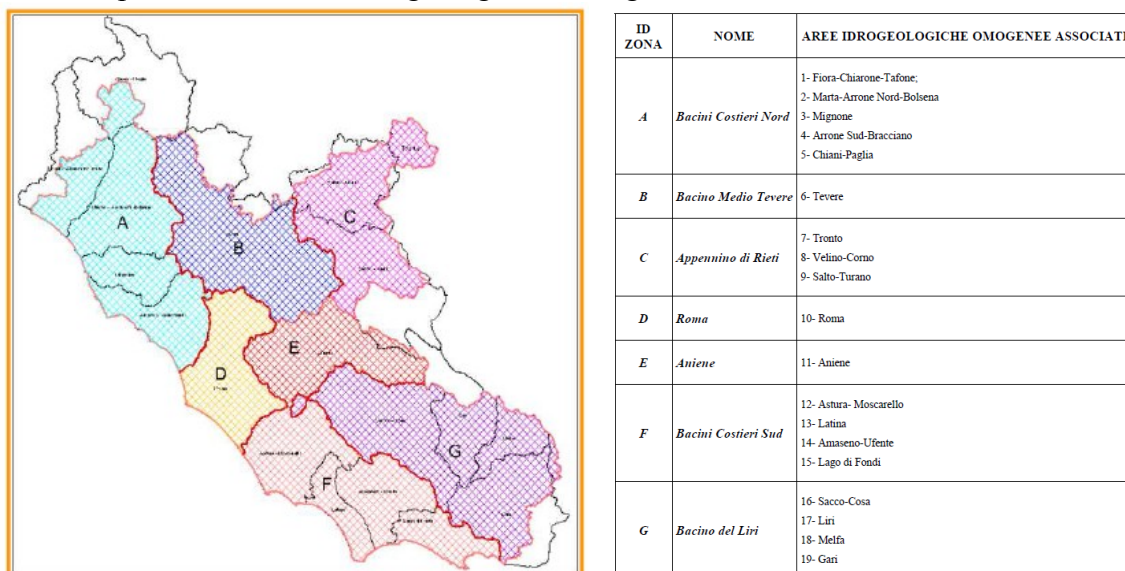 A
B
C
D
E
F
G
ID ZONA
NOME
AREE IDROGEOLOGICHE OMOGENEE ASSOCIATE
A
Bacini Costieri Nord
1- Fiora-Chiarone-Tafone;
2- Marta-Arrone Nord-Bolsena
3- Mignone
4- Arrone Sud-Bracciano
5- Chiani-Paglia
B
Bacino Medio Tevere
6- Tevere
C
Appennino di Rieti
7- Tronto
8- Velino-Corno
9- Salto-Turano
D
Roma
10- Roma
E
Aniene
11- Aniene
F
Bacini Costieri Sud
12- Astura- Moscarello
13- Latina
14- Amaseno-Ufente
15- Lago di Fondi
G
Bacino del Liri
16- Sacco-Cosa
17- Liri
18- Melfa
19- Gari